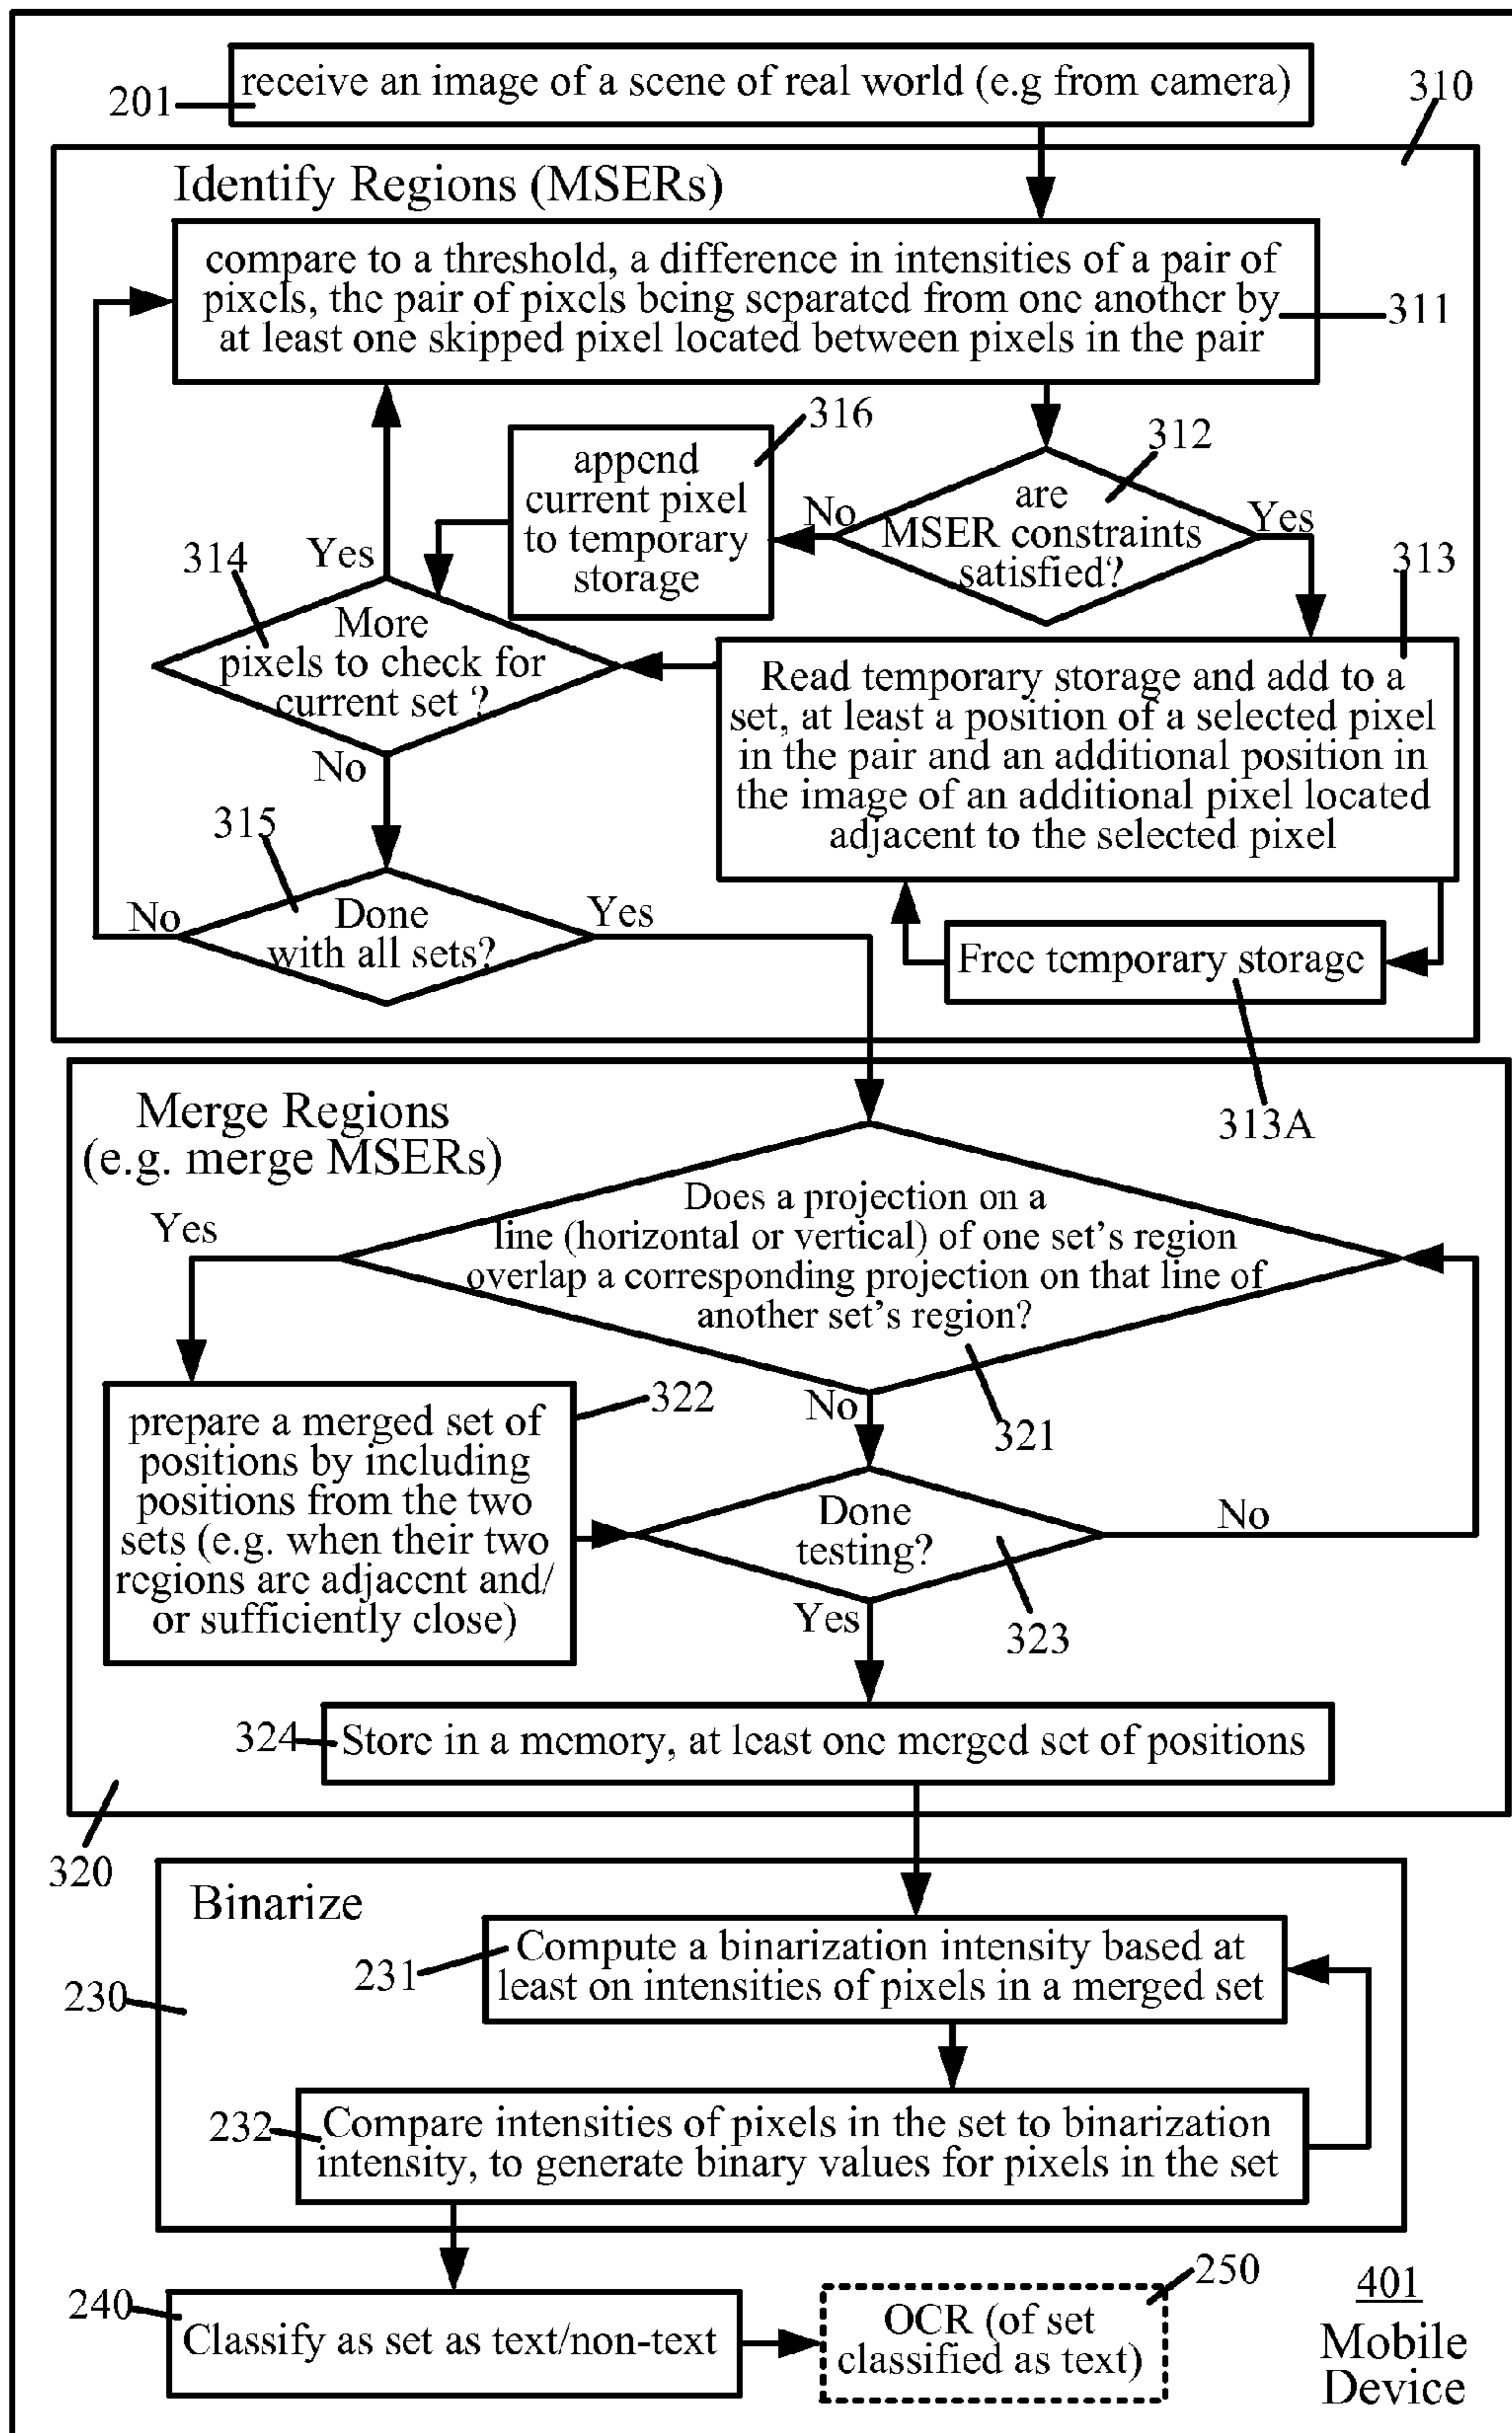 receive an image of a scene of real world (e.g from camera)
201
310
Identify Regions (MSERs)
compare to a threshold, a difference in intensities of a pair of
pixels, the pair of pixels being separated from one another by
at least one skipped pixel located between pixels in the pair
311
316
append
current pixel
to temporary
storage
312
are
MSER constraints
satisfied?
No
Yes
313
314
Yes
More
pixels to check for
current set ?
No
Read temporary storage and add to a
set, at least a position of a selected pixel
in the pair and an additional position in
the image of an additional pixel located
adjacent to the selected pixel
315
Done
with all sets?
No
Yes
Free temporary storage
313A
Merge Regions
(e.g. merge MSERs)
Does a projection on a
line (horizontal or vertical) of one set's region
overlap a corresponding projection on that line of
another set's region?
Yes
No
321
prepare a merged set of
positions by including
positions from the two
sets (e.g. when their two
regions are adjacent and/
or sufficiently close)
322
Done
testing?
No
Yes
323
324
Store in a memory, at least one merged set of positions
320
Binarize
230
231
Compute a binarization intensity based at
least on intensities of pixels in a merged set
232
Compare intensities of pixels in the set to binarization
intensity, to generate binary values for pixels in the set
240
Classify as set as text/non-text
250
OCR (of set
classified as text)
401
Mobile
Device